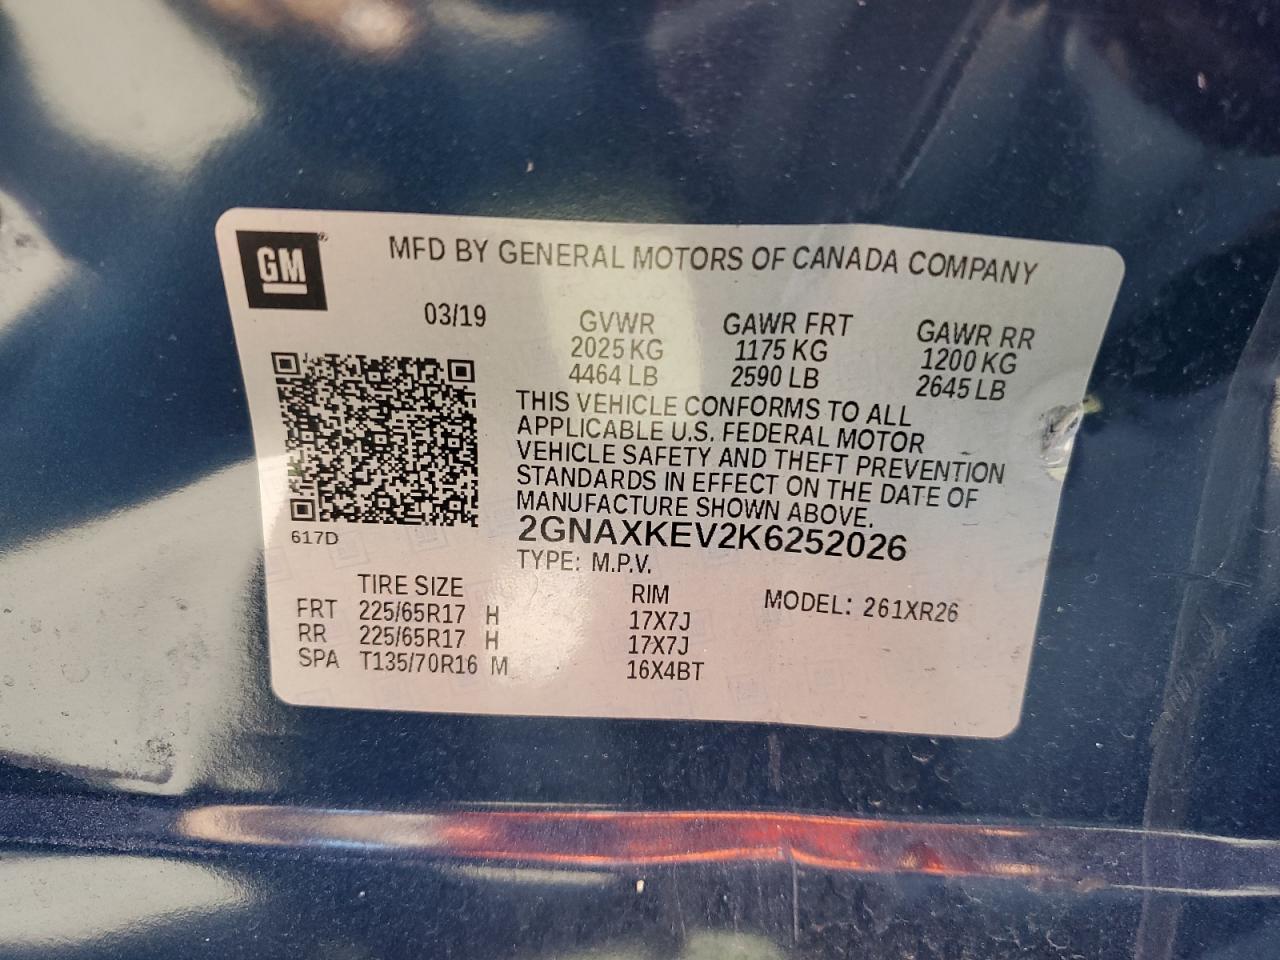 GM®
MFD BY GENERAL MOTORS OF CANADA COMPANY
03/19
GVWR GAWR FRT GAWR RR
2025 KG 1175 KG 1200 KG
4464 LB 2590 LB 2645 LB
THIS VEHICLE CONFORMS TO ALL
APPLICABLE U.S. FEDERAL MOTOR
VEHICLE SAFETY AND THEFT PREVENTION
STANDARDS IN EFFECT ON THE DATE OF
MANUFACTURE SHOWN ABOVE.
617D
2GNAXKEV2K6252026
TYPE: M.P.V.
TIRE SIZE RIM MODEL: 261XR26
FRT 225/65R17 H 17X7J
RR 225/65R17 H 17X7J
SPA T135/70R16 M 16X4BT